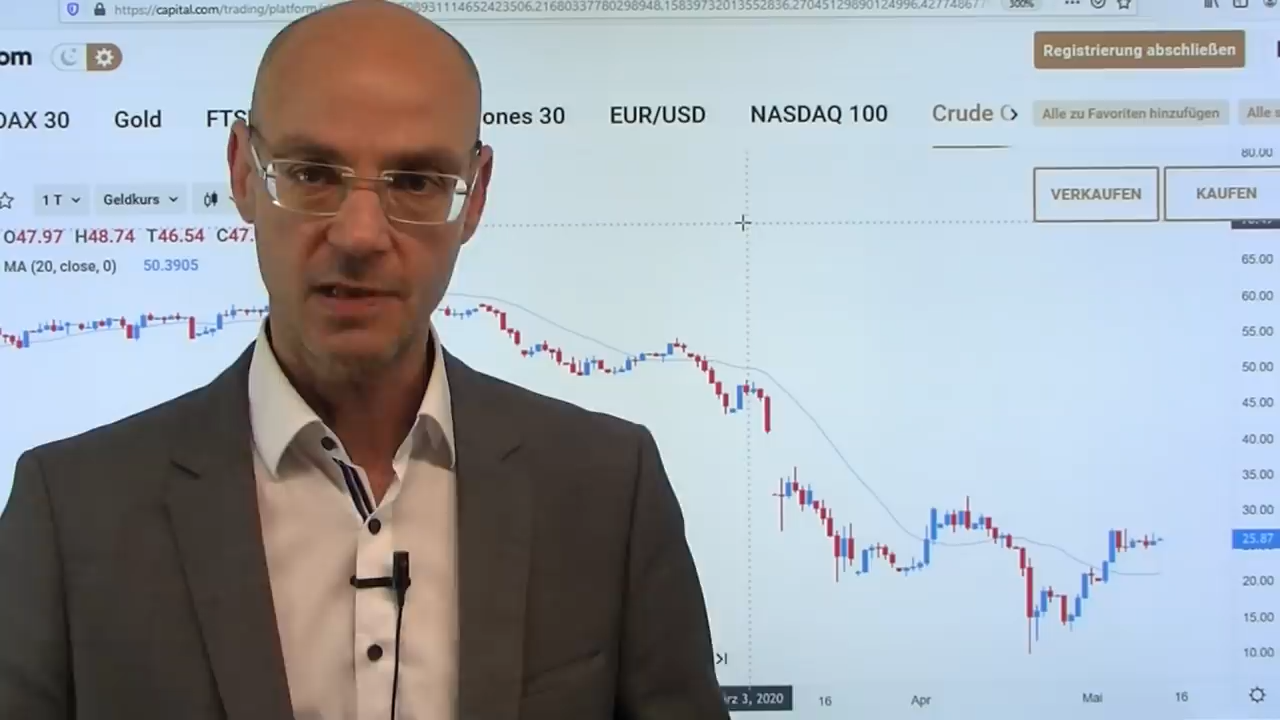 https://capital.com/trading/platform
300%
om
Registrierung abschließen
DAX 30 Gold FTS ones 30 EUR/USD NASDAQ 100 Crude
Alle zu Favoriten hinzufügen Alle
80.00
VERKAUFEN KAUFEN
1 T Geldkurs
O47.97 H48.74 T46.54 C47.
MA (20, close, 0) 50.3905
65.00
60.00
55.00
50.00
45.00
40.00
35.00
30.00
25.87
20.00
15.00
10.00
rz 3, 2020 16 Apr Mai 16